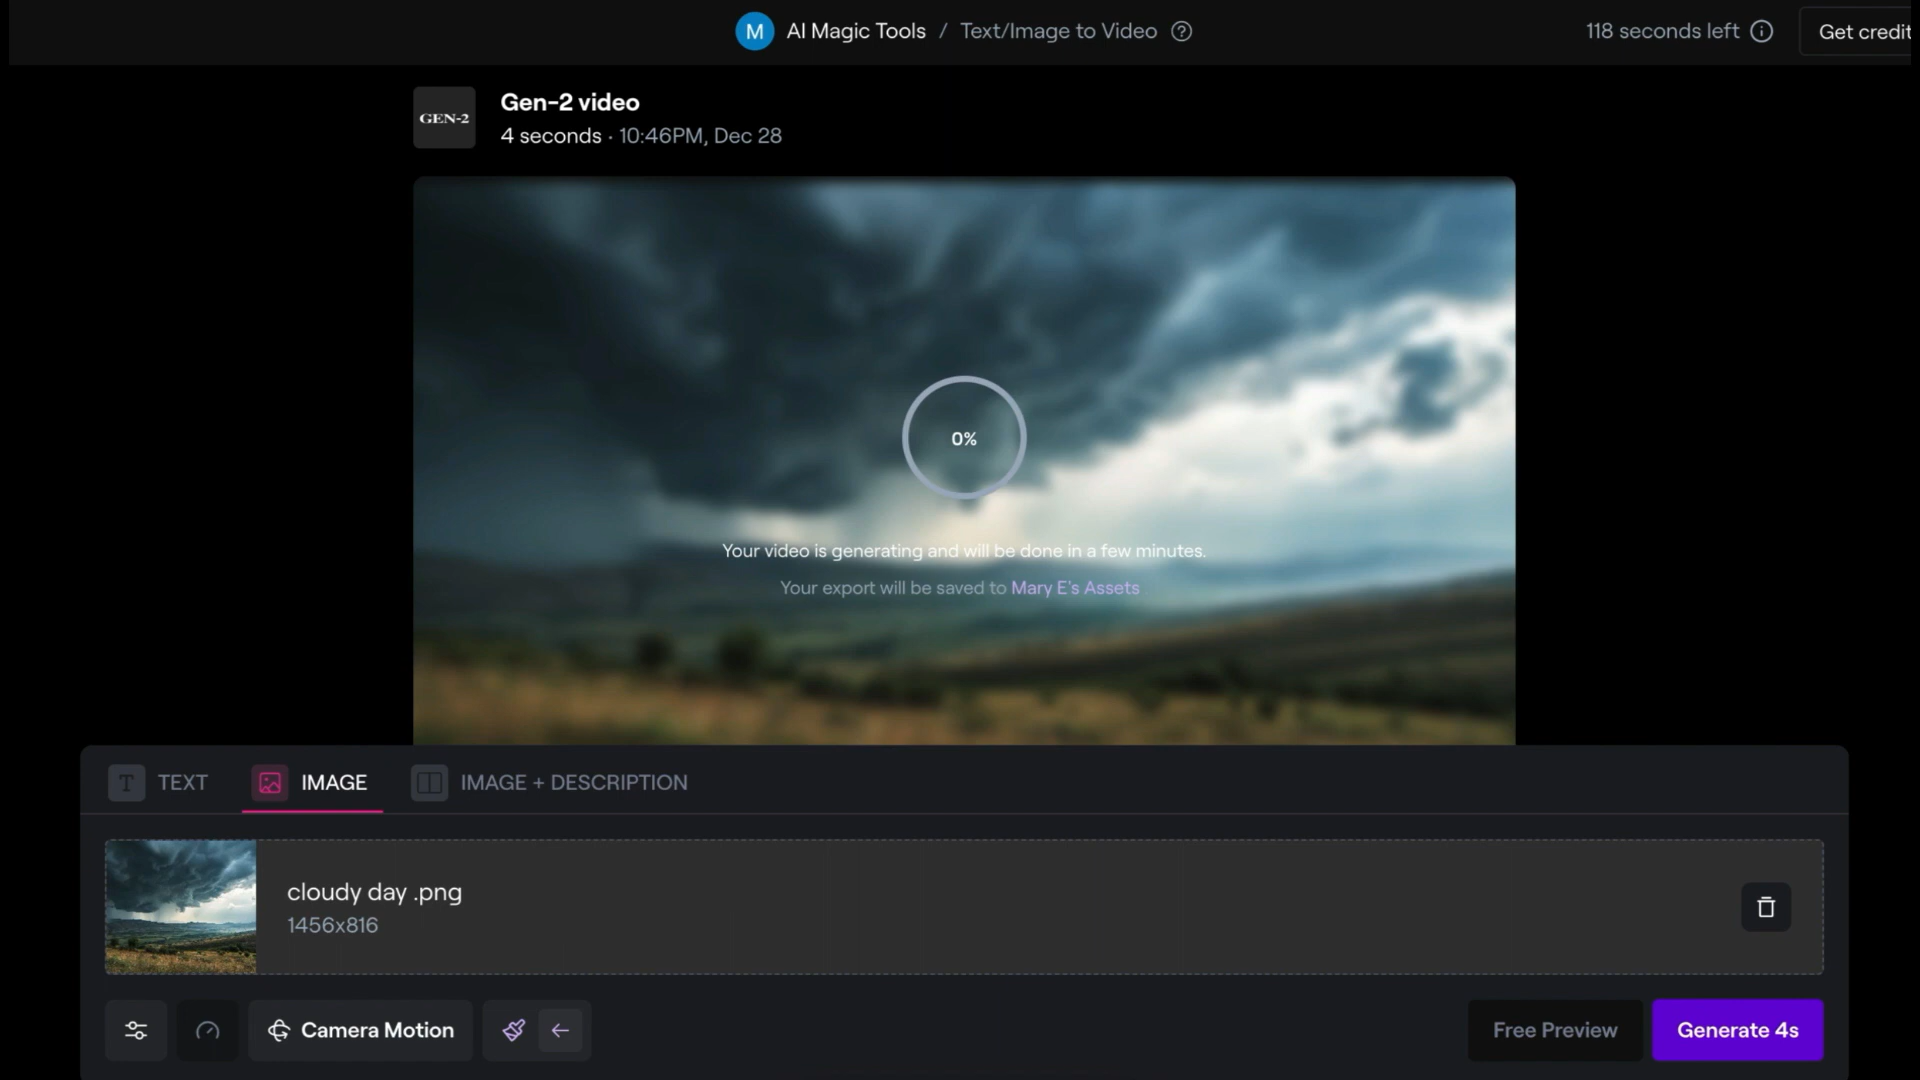 M AI Magic Tools / Text/Image to Video ?
118 seconds left
Get credit
GEN-2
Gen-2 video
4 seconds · 10:46PM, Dec 28
0%
Your video is generating and will be done in a few minutes.
Your export will be saved to Mary E's Assets
T TEXT IMAGE IMAGE + DESCRIPTION
cloudy day .png
1456x816
Camera Motion
Free Preview
Generate 4s